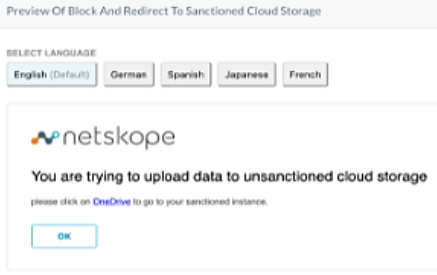 Preview Of Block And Redirect To Sanctioned Cloud Storage
SELECT LANGUAGE
English (Default) German Spanish Japanese French
netskope
You are trying to upload data to unsanctioned cloud storage
please click on OneDrive to go to your sanctioned instance.
OK